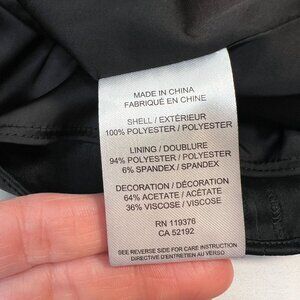 MADE IN CHINA
FABRIQUÉ EN CHINE
SHELL / EXTÉRIEUR
100% POLYESTER / POLYESTER
LINING / DOUBLURE
94% POLYESTER / POLYESTER
6% SPANDEX / SPANDEX
DECORATION / DÉCORATION
64% ACETATE / ACÉTATE
36% VISCOSE / VISCOSE
RN 119376
CA 52192
SEE REVERSE SIDE FOR CARE INSTRUCTION
DIRECTIVE D'ENTRETIEN AU VERSO